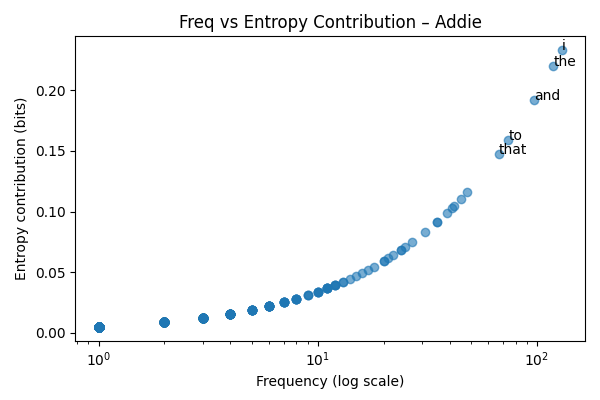 Freq vs Entropy Contribution – Addie
i
the
0.20
and
to
0.15
that
Entropy contribution (bits)
0.10
0.05
0.00
10⁰
10¹
10²
Frequency (log scale)